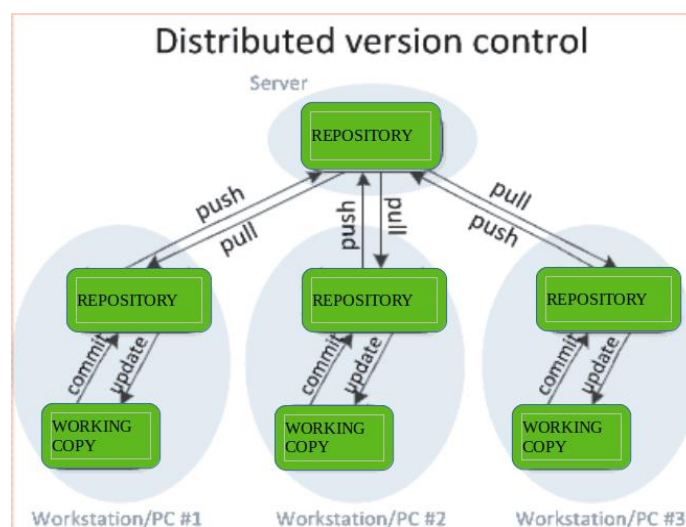 Distributed version control
Server
REPOSITORY
push
pull
push
pull
pull
push
REPOSITORY
REPOSITORY
REPOSITORY
commit
update
commit
update
commit
update
WORKING
COPY
WORKING
COPY
WORKING
COPY
Workstation/PC #1
Workstation/PC #2
Workstation/PC #3